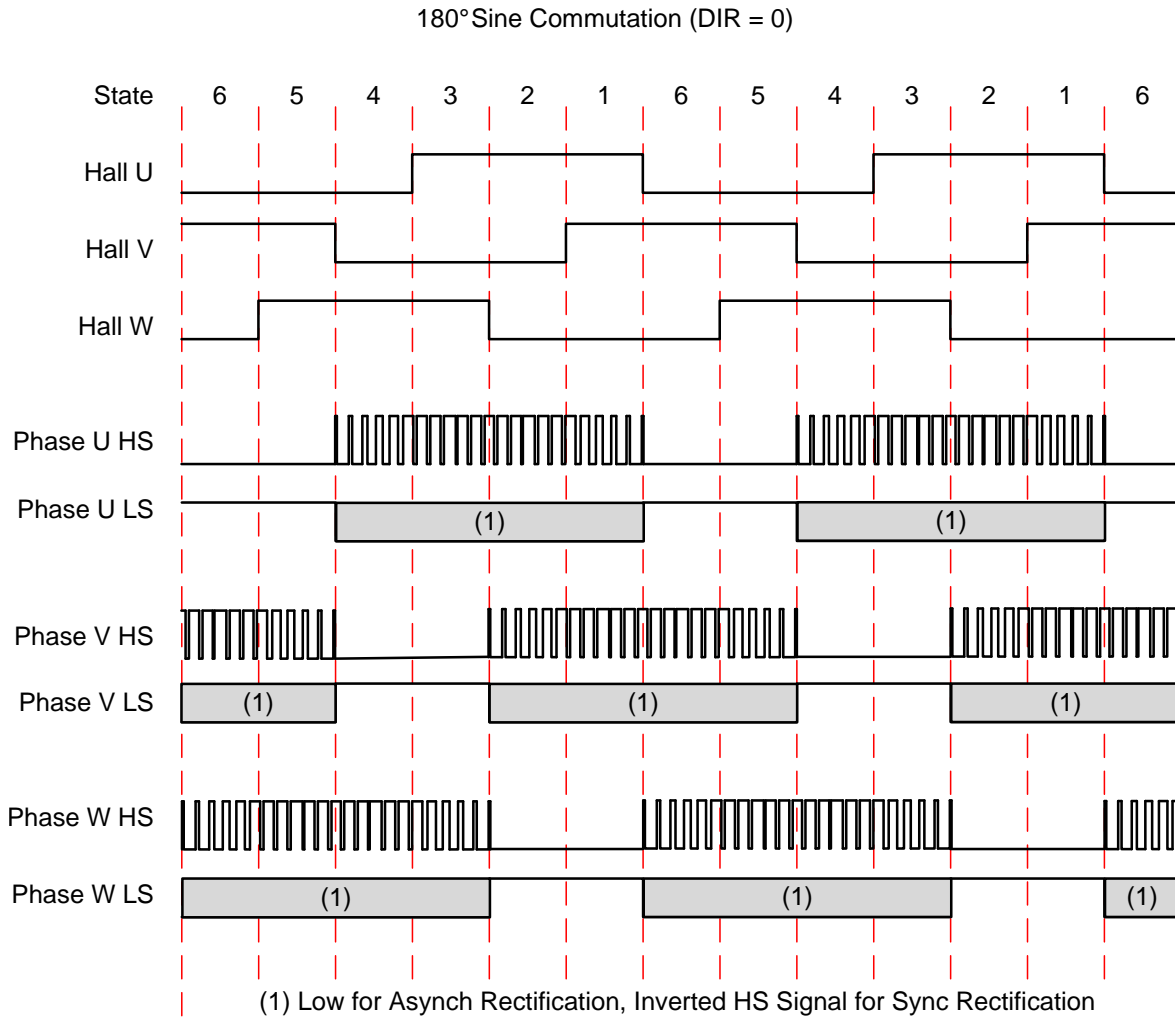 180° Sine Commutation (DIR = 0)
State 6 5 4 3 2 1 6 5 4 3 2 1 6
Hall U
Hall V
Hall W
Phase U HS
Phase U LS (1) (1)
Phase V HS
Phase V LS (1) (1) (1)
Phase W HS
Phase W LS (1) (1) (1)
(1) Low for Asynch Rectification, Inverted HS Signal for Sync Rectification